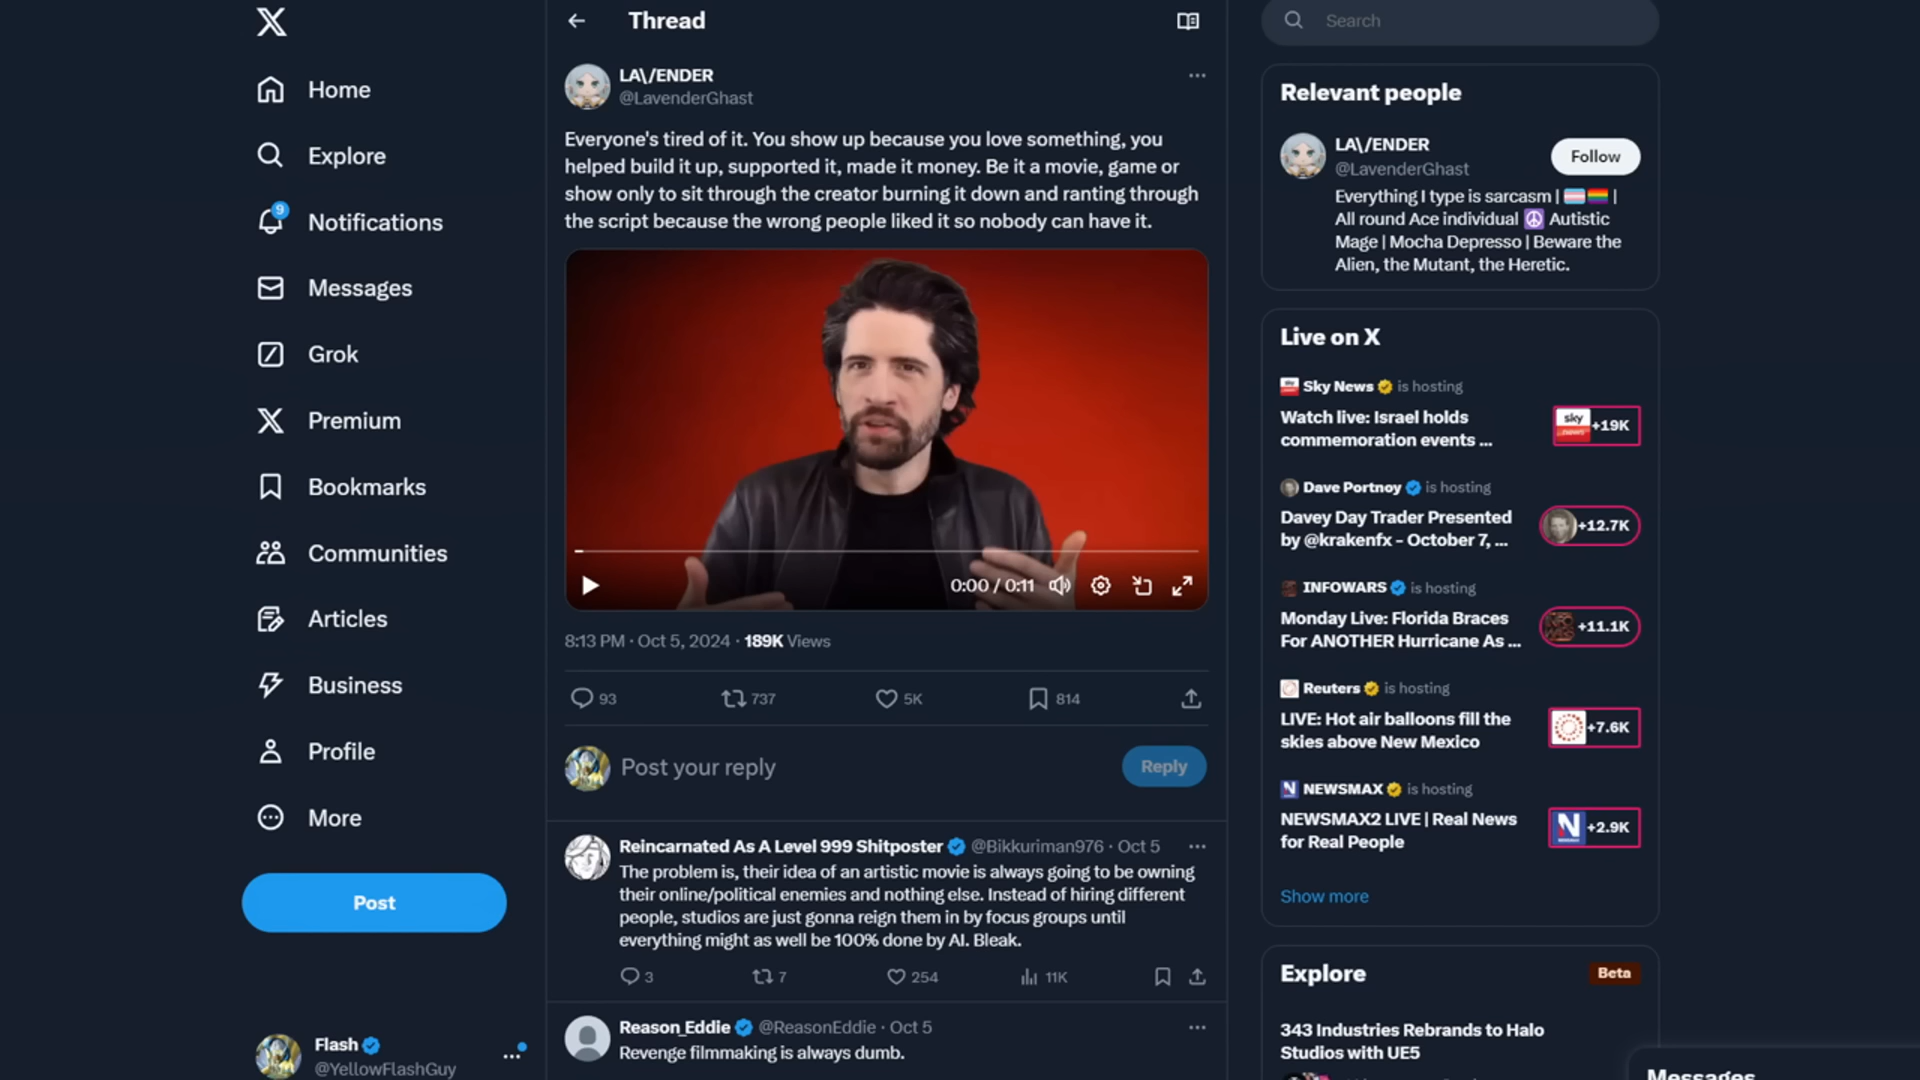 Home
Explore
9
Notifications
Messages
Grok
Premium
Bookmarks
Communities
Articles
Business
Profile
More
Post
Flash
@YellowFlashGuy
Thread
LA\/ENDER
@LavenderGhast
Everyone's tired of it. You show up because you love something, you
helped build it up, supported it, made it money. Be it a movie, game or
show only to sit through the creator burning it down and ranting through
the script because the wrong people liked it so nobody can have it.
0:00 / 0:11
8:13 PM · Oct 5, 2024 · 189K Views
93 737 5K 814
Post your reply
Reply
Reincarnated As A Level 999 Shitposter @Bikkuriman976 · Oct 5
The problem is, their idea of an artistic movie is always going to be owning
their online/political enemies and nothing else. Instead of hiring different
people, studios are just gonna reign them in by focus groups until
everything might as well be 100% done by AI. Bleak.
3 7 254 11K
Reason_Eddie @ReasonEddie · Oct 5
Revenge filmmaking is always dumb.
Search
Relevant people
LA\/ENDER
@LavenderGhast
Follow
Everything I type is sarcasm | 🏳️‍⚧️🏳️‍🌈 |
All round Ace individual ☮️ Autistic
Mage | Mocha Depresso | Beware the
Alien, the Mutant, the Heretic.
Live on X
Sky News is hosting
Watch live: Israel holds
commemoration events ...
sky
news
+19K
Dave Portnoy is hosting
Davey Day Trader Presented
by @krakenfx - October 7, ...
+12.7K
INFOWARS is hosting
Monday Live: Florida Braces
For ANOTHER Hurricane As ...
+11.1K
Reuters is hosting
LIVE: Hot air balloons fill the
skies above New Mexico
+7.6K
NEWSMAX is hosting
NEWSMAX2 LIVE | Real News
for Real People
N
+2.9K
Show more
Explore
Beta
343 Industries Rebrands to Halo
Studios with UE5
Messages